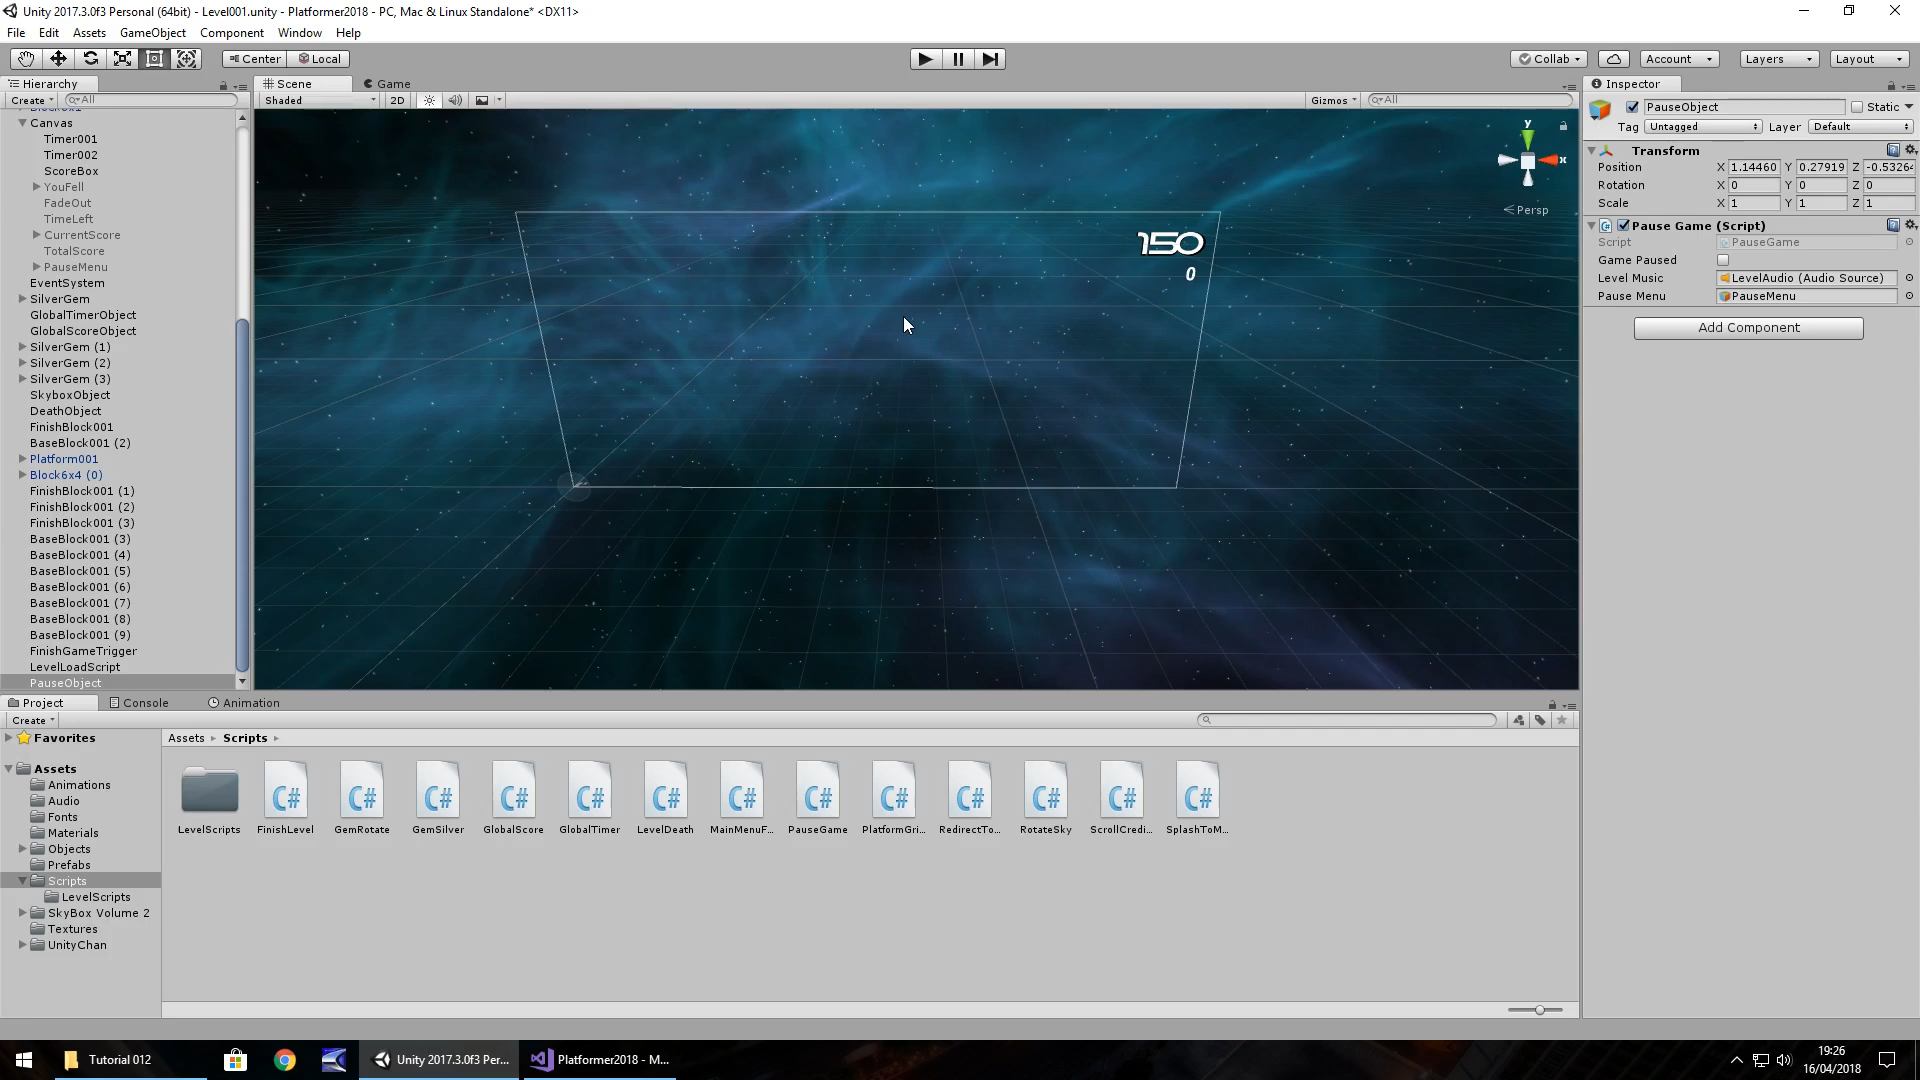 Unity 2017.3.0f3 Personal (64bit) - Level001.unity - Platformer2018 - PC, Mac & Linux Standalone* <DX11>
File Edit Assets GameObject Component Window Help
Center Local Collab Account Layers Layout
Hierarchy
Create All
Canvas
Timer001
Timer002
ScoreBox
YouFell
FadeOut
TimeLeft
CurrentScore
TotalScore
PauseMenu
EventSystem
SilverGem
GlobalTimerObject
GlobalScoreObject
SilverGem (1)
SilverGem (2)
SilverGem (3)
SkyboxObject
DeathObject
FinishBlock001
BaseBlock001 (2)
Platform001
Block6x4 (0)
FinishBlock001 (1)
FinishBlock001 (2)
FinishBlock001 (3)
BaseBlock001 (3)
BaseBlock001 (4)
BaseBlock001 (5)
BaseBlock001 (6)
BaseBlock001 (7)
BaseBlock001 (8)
BaseBlock001 (9)
FinishGameTrigger
LevelLoadScript
PauseObject
Scene Game
Shaded 2D Gizmos All
y
x
Persp
150
0
Inspector
PauseObject Static
Tag Untagged Layer Default
Transform
Position X 1.14460 Y 0.27919 Z -0.5326
Rotation X 0 Y 0 Z 0
Scale X 1 Y 1 Z 1
Pause Game (Script)
Script PauseGame
Game Paused
Level Music LevelAudio (Audio Source)
Pause Menu PauseMenu
Add Component
Project Console Animation
Create
Favorites
Assets
Animations
Audio
Fonts
Materials
Objects
Prefabs
Scripts
LevelScripts
SkyBox Volume 2
Textures
UnityChan
Assets Scripts
C# C# C# C# C# C# C# C# C# C# C# C# C#
LevelScripts FinishLevel GemRotate GemSilver GlobalScore GlobalTimer LevelDeath MainMenuF... PauseGame PlatformGri... RedirectTo... RotateSky ScrollCredi... SplashToM...
Tutorial 012 Unity 2017.3.0f3 Per... Platformer2018 - M...
19:26
16/04/2018